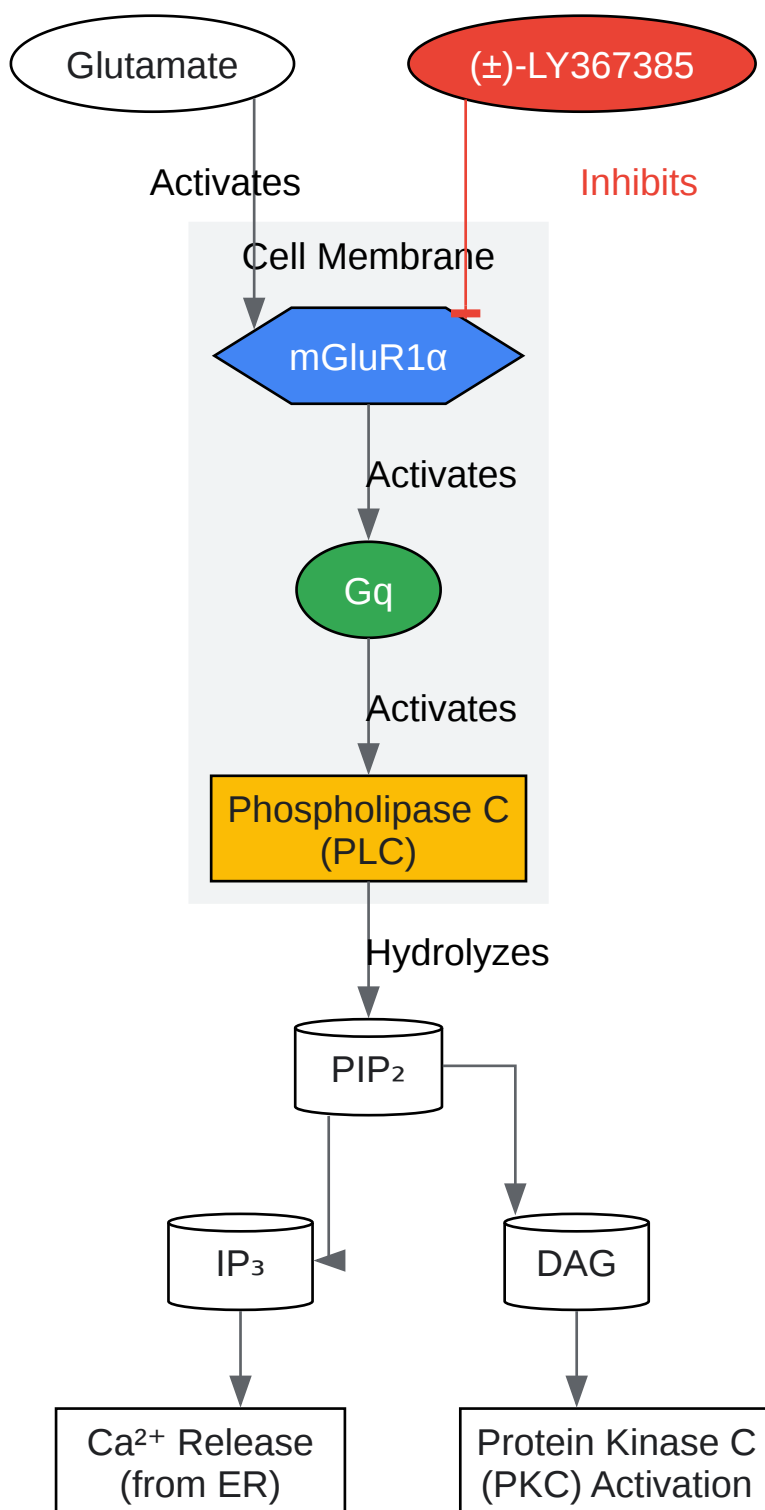 Glutamate
(±)-LY367385
Activates
Inhibits
Cell Membrane
mGluR1α
Activates
Gq
Activates
Phospholipase C
(PLC)
Hydrolyzes
PIP₂
IP₃
DAG
Ca²⁺ Release
(from ER)
Protein Kinase C
(PKC) Activation